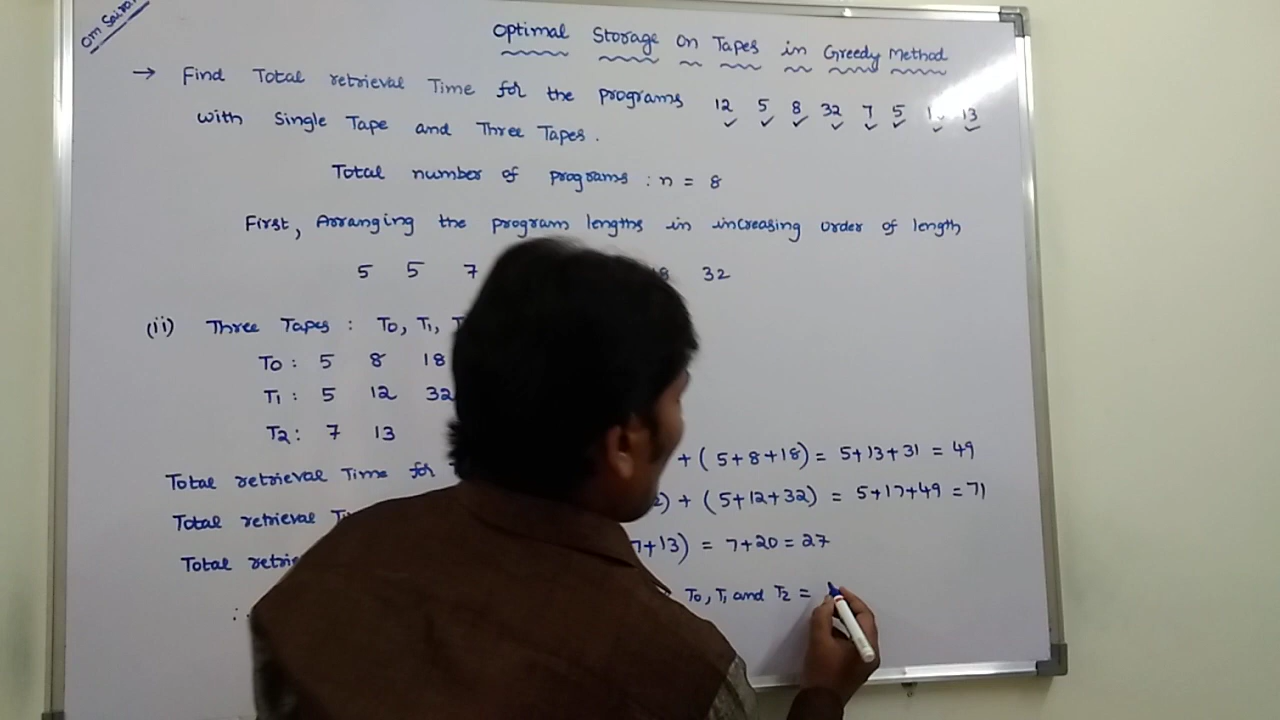 Om Sairam
Optimal Storage on Tapes in Greedy Method
→ Find Total retrieval Time for the programs 12 5 8 32 7 5 13
with Single Tape and Three Tapes.
Total number of programs : n = 8
First, Arranging the program lengths in increasing order of length
5 5 7 18 32
(ii) Three Tapes : T0, T1,
T0 : 5 8 18
T1 : 5 12 32
T2 : 7 13
Total retrieval Time for + (5+8+18) = 5+13+31 = 49
Total retrieval + (5+12+32) = 5+17+49 = 71
Total 7+13) = 7+20 = 27
T0, T1 and T2 =